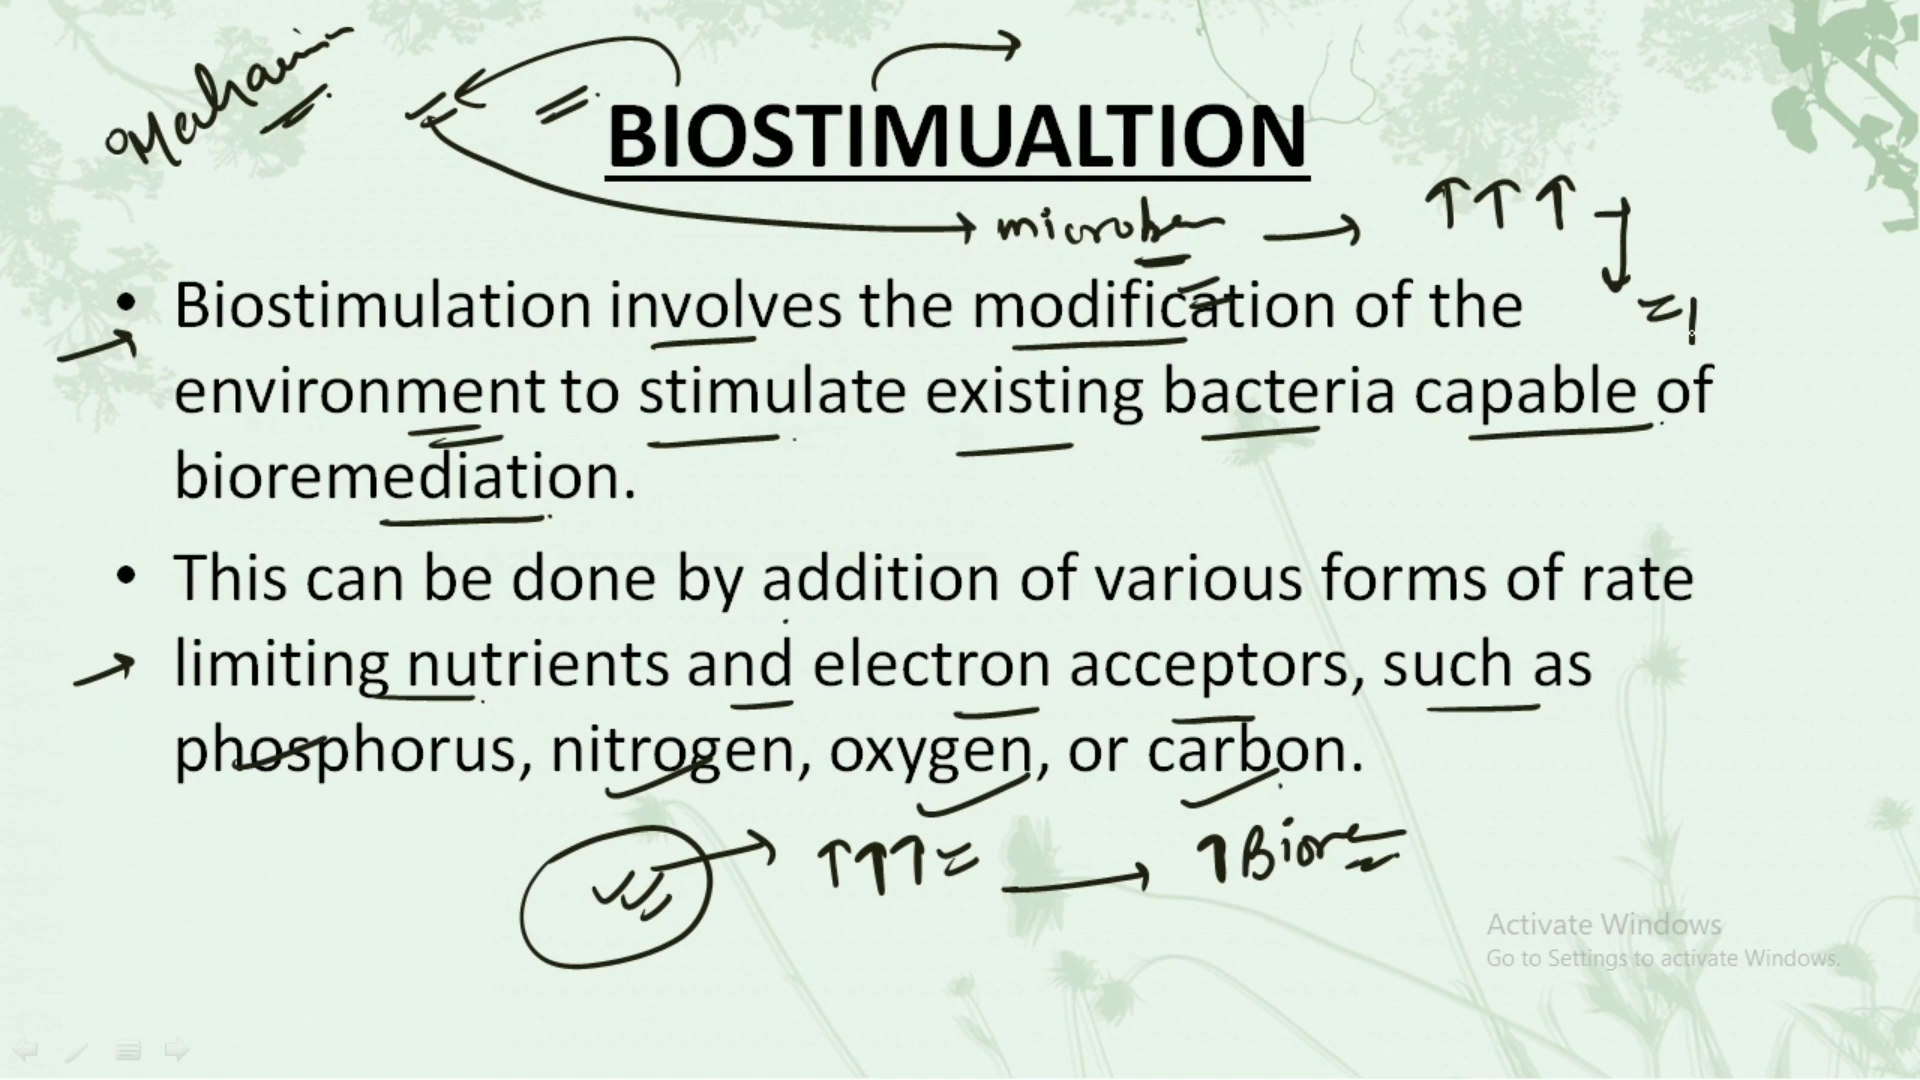 BIOSTIMUALTION
microbes → ↑↑↑
• Biostimulation involves the modification of the
environment to stimulate existing bacteria capable of
bioremediation.
• This can be done by addition of various forms of rate
limiting nutrients and electron acceptors, such as
phosphorus, nitrogen, oxygen, or carbon.
↑↑↑ → ↑ Biore
Activate Windows
Go to Settings to activate Windows.